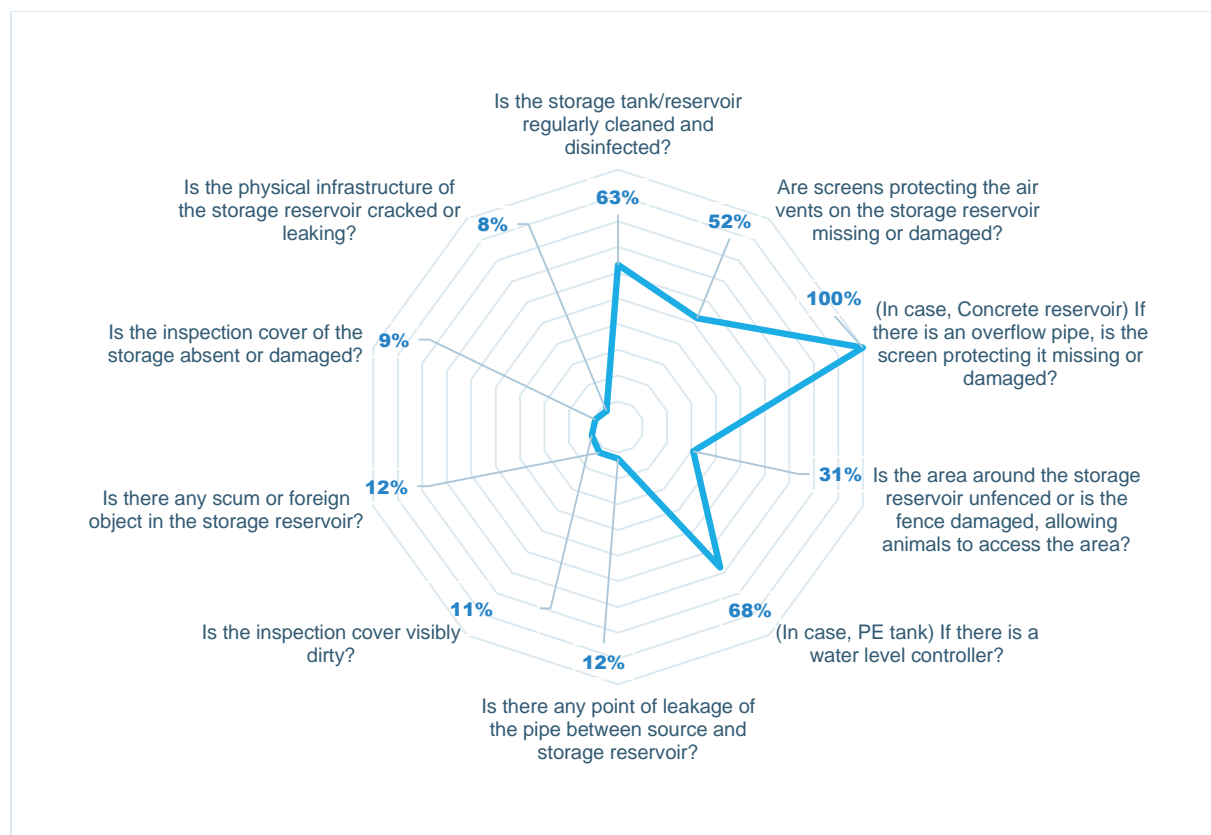 Is the storage tank/reservoir
regularly cleaned and
disinfected?
63%
Are screens protecting the air
vents on the storage reservoir
missing or damaged?
52%
(In case, Concrete reservoir) If
there is an overflow pipe, is the
screen protecting it missing or
damaged?
100%
Is the area around the storage
reservoir unfenced or is the
fence damaged, allowing
animals to access the area?
31%
(In case, PE tank) If there is a
water level controller?
68%
Is there any point of leakage of
the pipe between source and
storage reservoir?
12%
Is the inspection cover visibly
dirty?
11%
Is there any scum or foreign
object in the storage reservoir?
12%
Is the inspection cover of the
storage absent or damaged?
9%
Is the physical infrastructure of
the storage reservoir cracked or
leaking?
8%